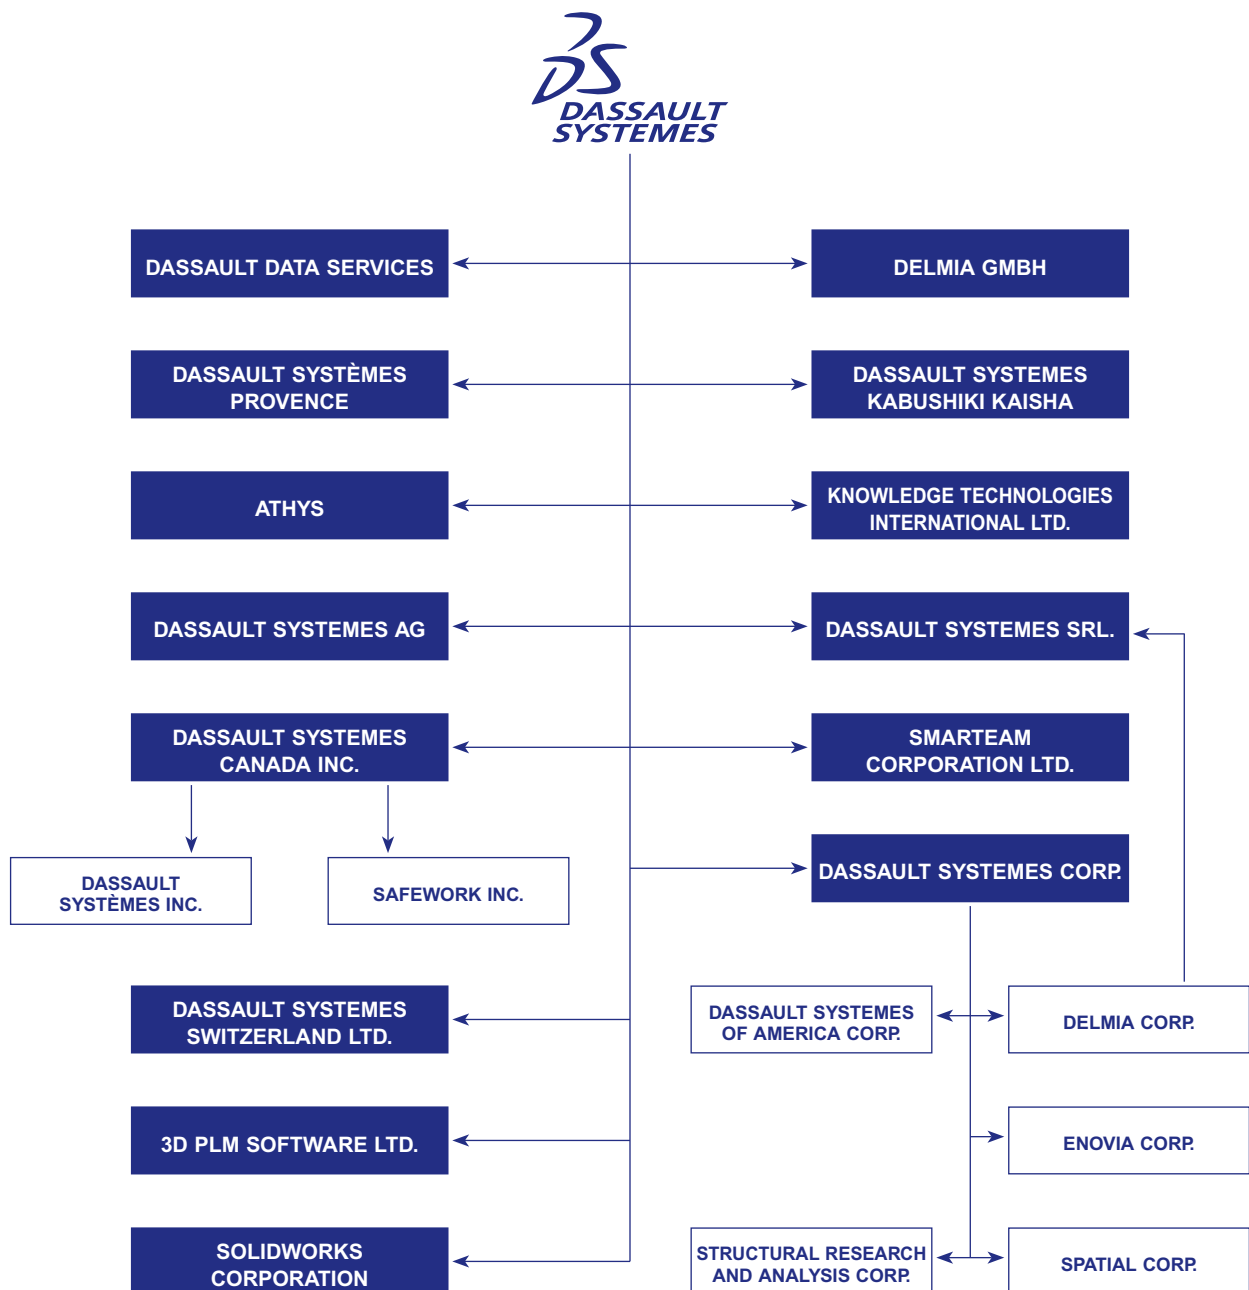 DASSAULT
SYSTEMES
DASSAULT DATA SERVICES
DELMIA GMBH
DASSAULT SYSTÈMES
PROVENCE
DASSAULT SYSTEMES
KABUSHIKI KAISHA
ATHYS
KNOWLEDGE TECHNOLOGIES
INTERNATIONAL LTD.
DASSAULT SYSTEMES AG
DASSAULT SYSTEMES SRL.
DASSAULT SYSTEMES
CANADA INC.
SMARTEAM
CORPORATION LTD.
DASSAULT
SYSTÈMES INC.
SAFEWORK INC.
DASSAULT SYSTEMES CORP.
DASSAULT SYSTEMES
SWITZERLAND LTD.
DASSAULT SYSTEMES
OF AMERICA CORP.
DELMIA CORP.
3D PLM SOFTWARE LTD.
ENOVIA CORP.
SOLIDWORKS
CORPORATION
STRUCTURAL RESEARCH
AND ANALYSIS CORP.
SPATIAL CORP.